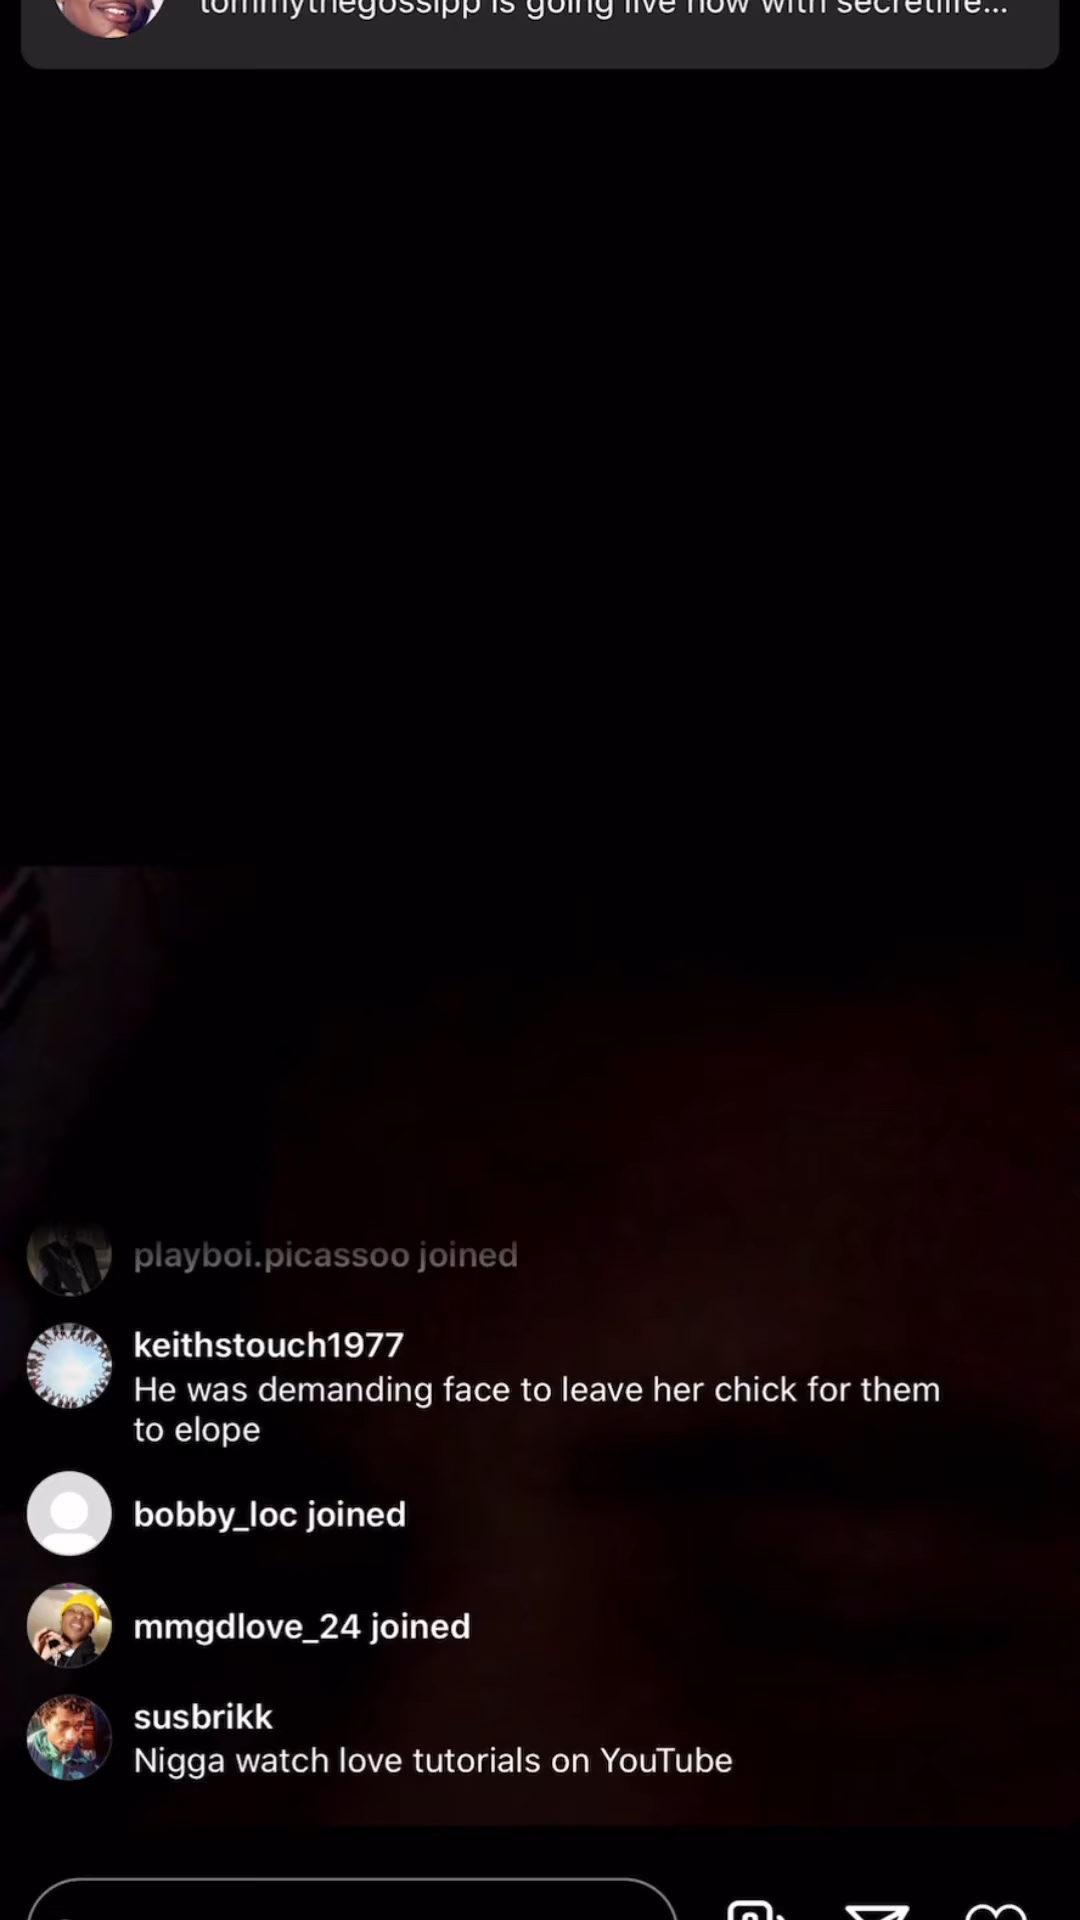 tommythegossipp is going live now with secretlife...
playboi.picassoo joined
keithstouch1977
He was demanding face to leave her chick for them
to elope
bobby_loc joined
mmgdlove_24 joined
susbrikk
Nigga watch love tutorials on YouTube